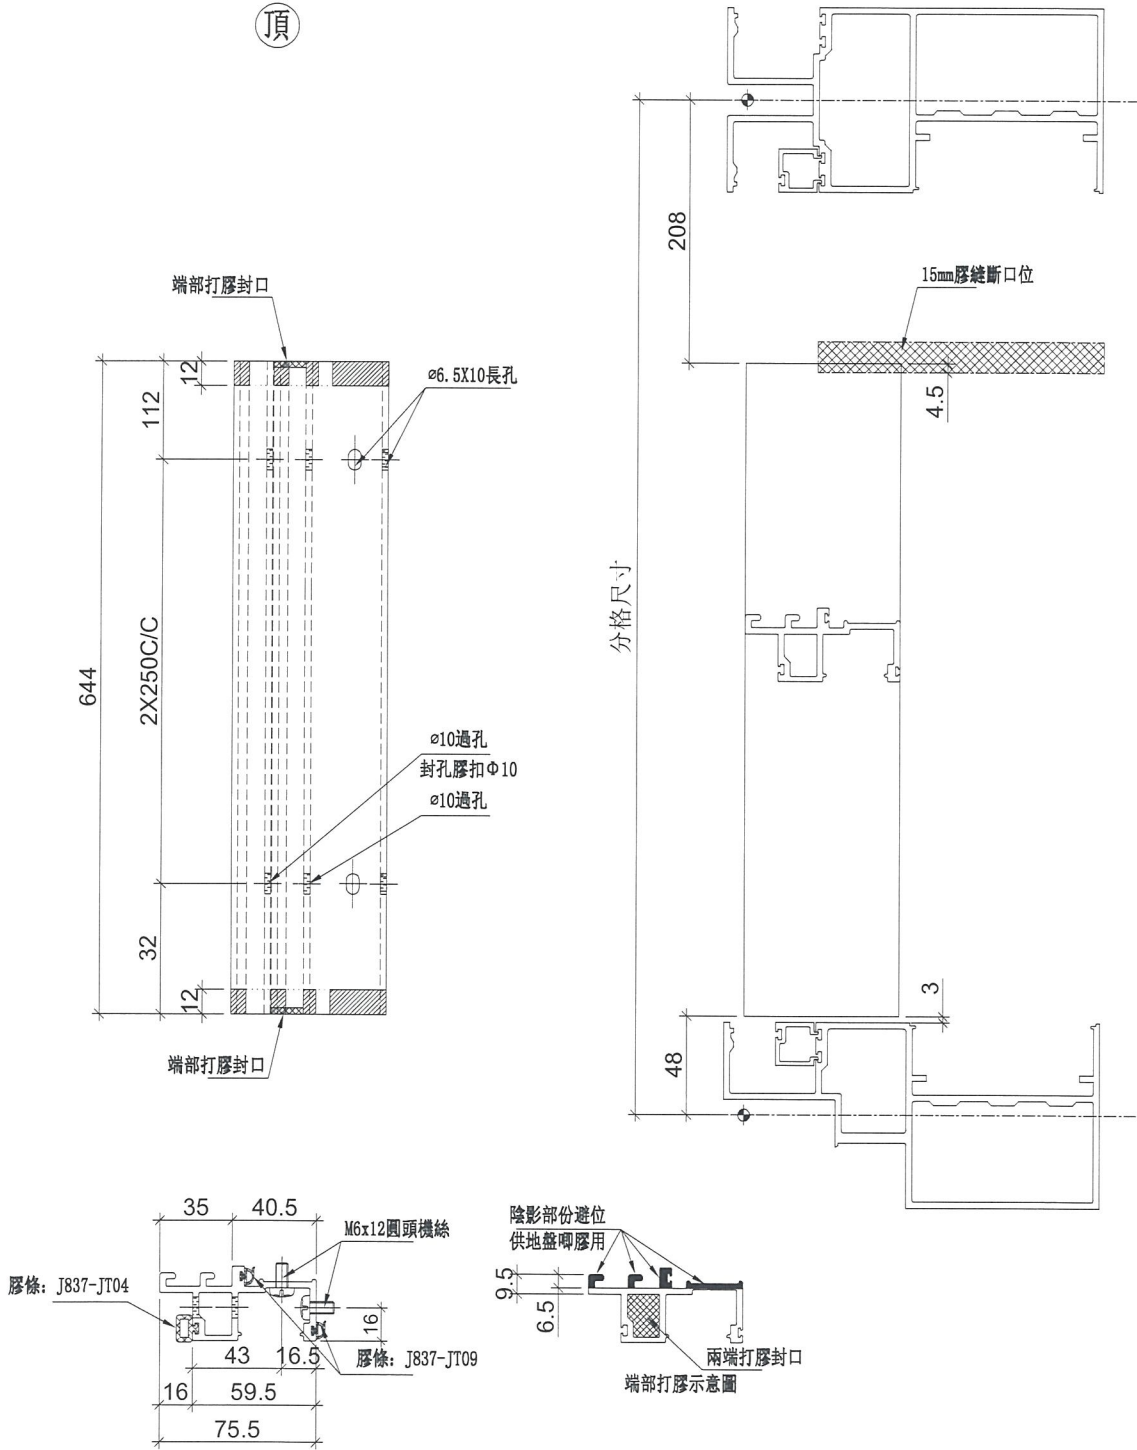 頂
208
15mm膠縫斷口位
端部打膠封口
12
ø6.5X10長孔
112
4.5
分格尺寸
644
2X250C/C
ø10過孔
封孔膠扣Φ10
ø10過孔
32
12
3
端部打膠封口
48
35
40.5
M6x12圓頭機絲
陰影部份避位
供地盤唧膠用
膠條: J837-JT04
9.5
6.5
16
43
16.5
膠條: J837-JT09
兩端打膠封口
端部打膠示意圖
16
59.5
75.5